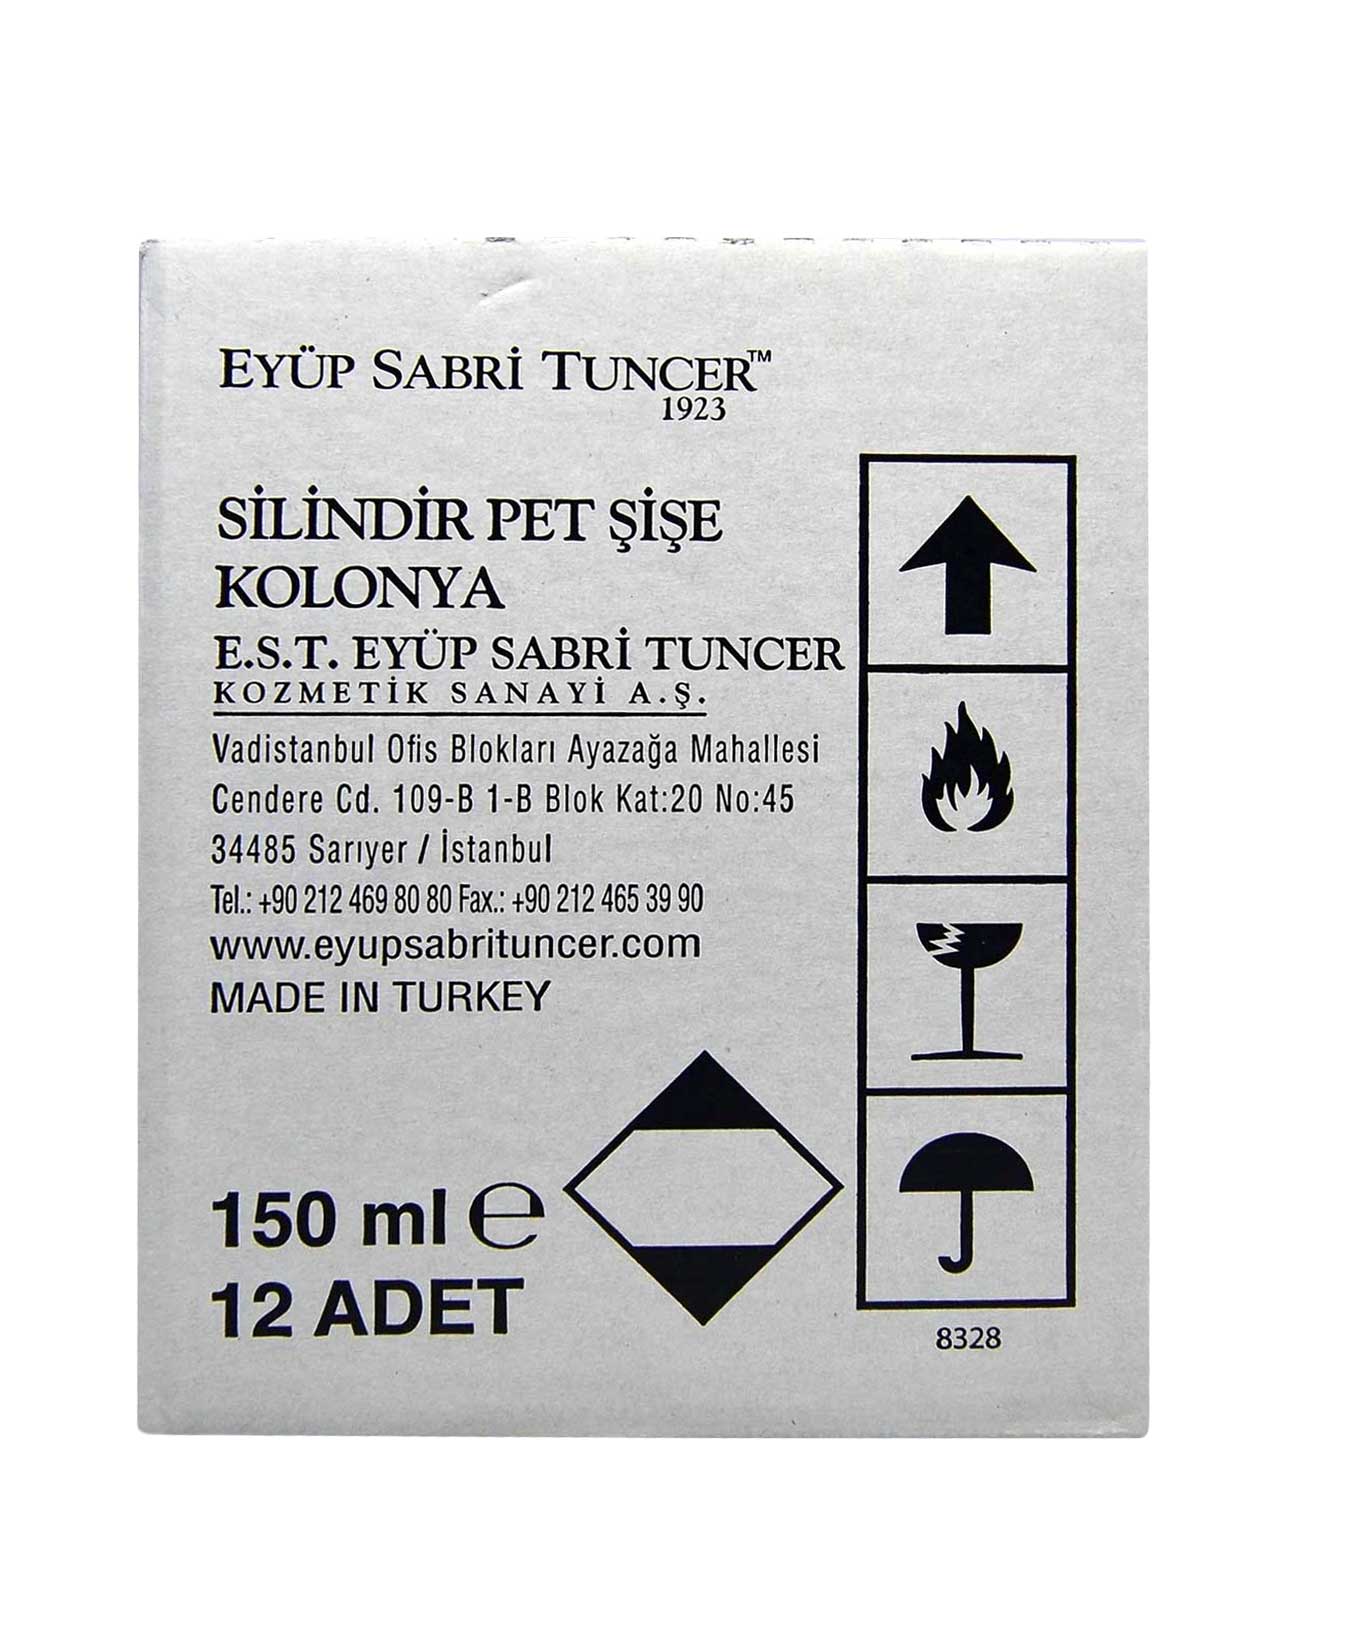 EYÜP SABRİ TUNCER™
1923
SİLİNDİR PET ŞİŞE
KOLONYA
E.S.T. EYÜP SABRİ TUNCER
KOZMETİK SANAYİ A.Ş.
Vadistanbul Ofis Blokları Ayazağa Mahallesi
Cendere Cd. 109-B 1-B Blok Kat:20 No:45
34485 Sarıyer / İstanbul
Tel.: +90 212 469 80 80 Fax.: +90 212 465 39 90
www.eyupsabrituncer.com
MADE IN TURKEY
150 ml ℮
12 ADET
8328